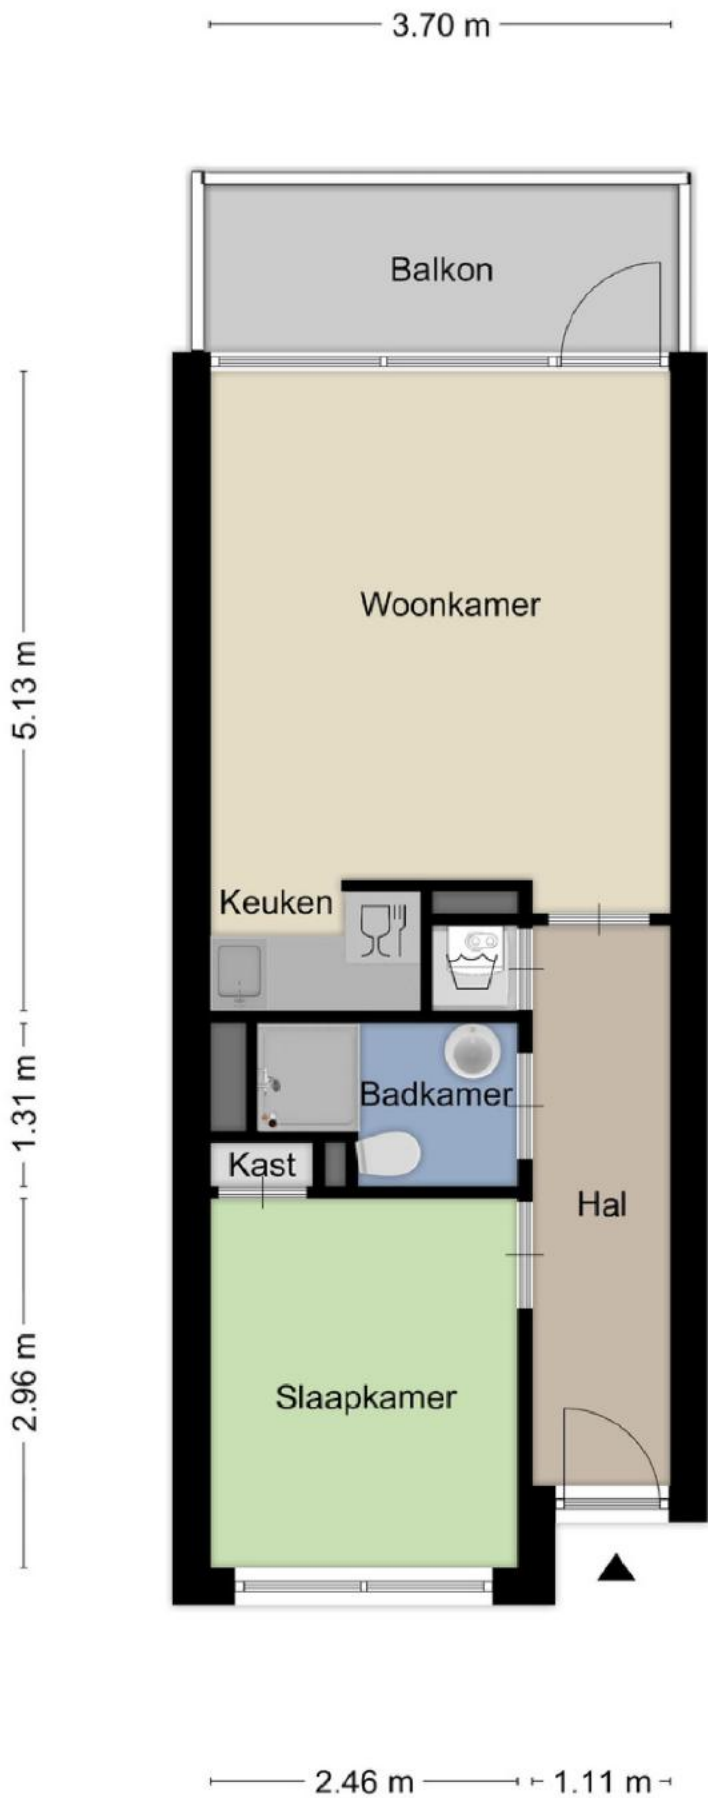 3.70 m
Balkon
Woonkamer
5.13 m
Keuken
1.31 m
Badkamer
Kast
Hal
2.96 m
Slaapkamer
2.46 m
1.11 m